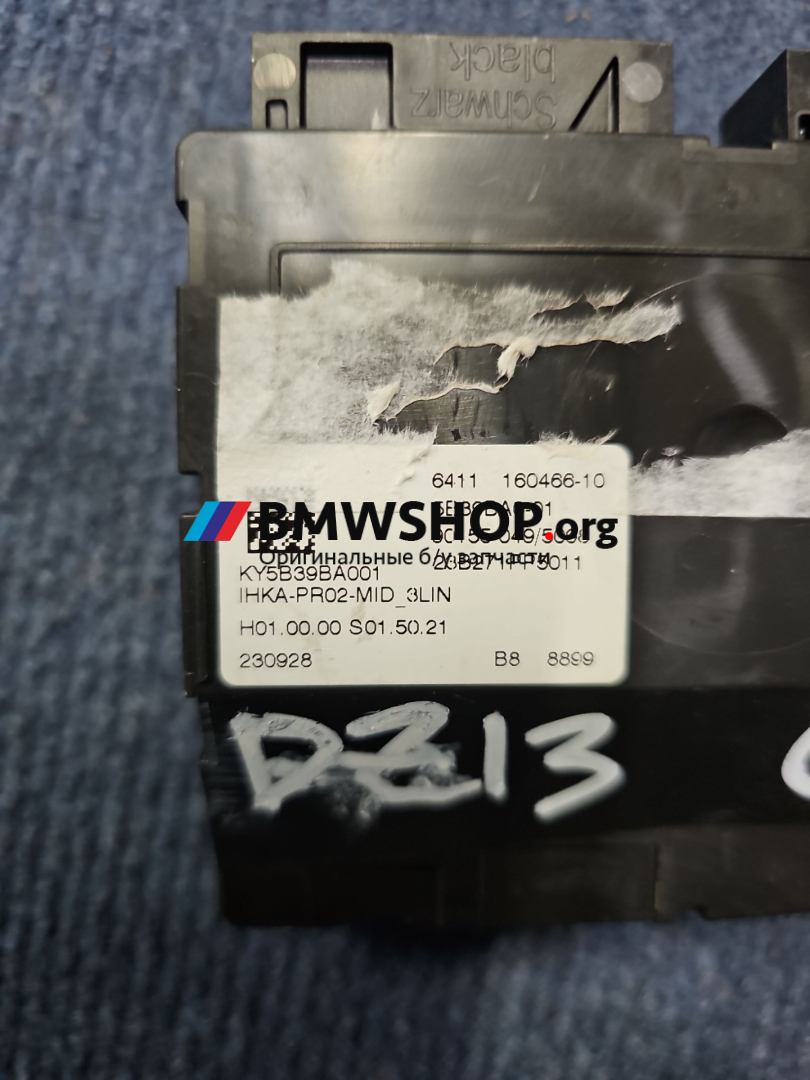 Schwarz
black
6411 160466-10
BMWSHOP.org
Оригинальные б/у запчасти
KY5B39BA001
IHKA-PR02-MID_3LIN
H01.00.00 S01.50.21
230928 B8 8899
DZ13